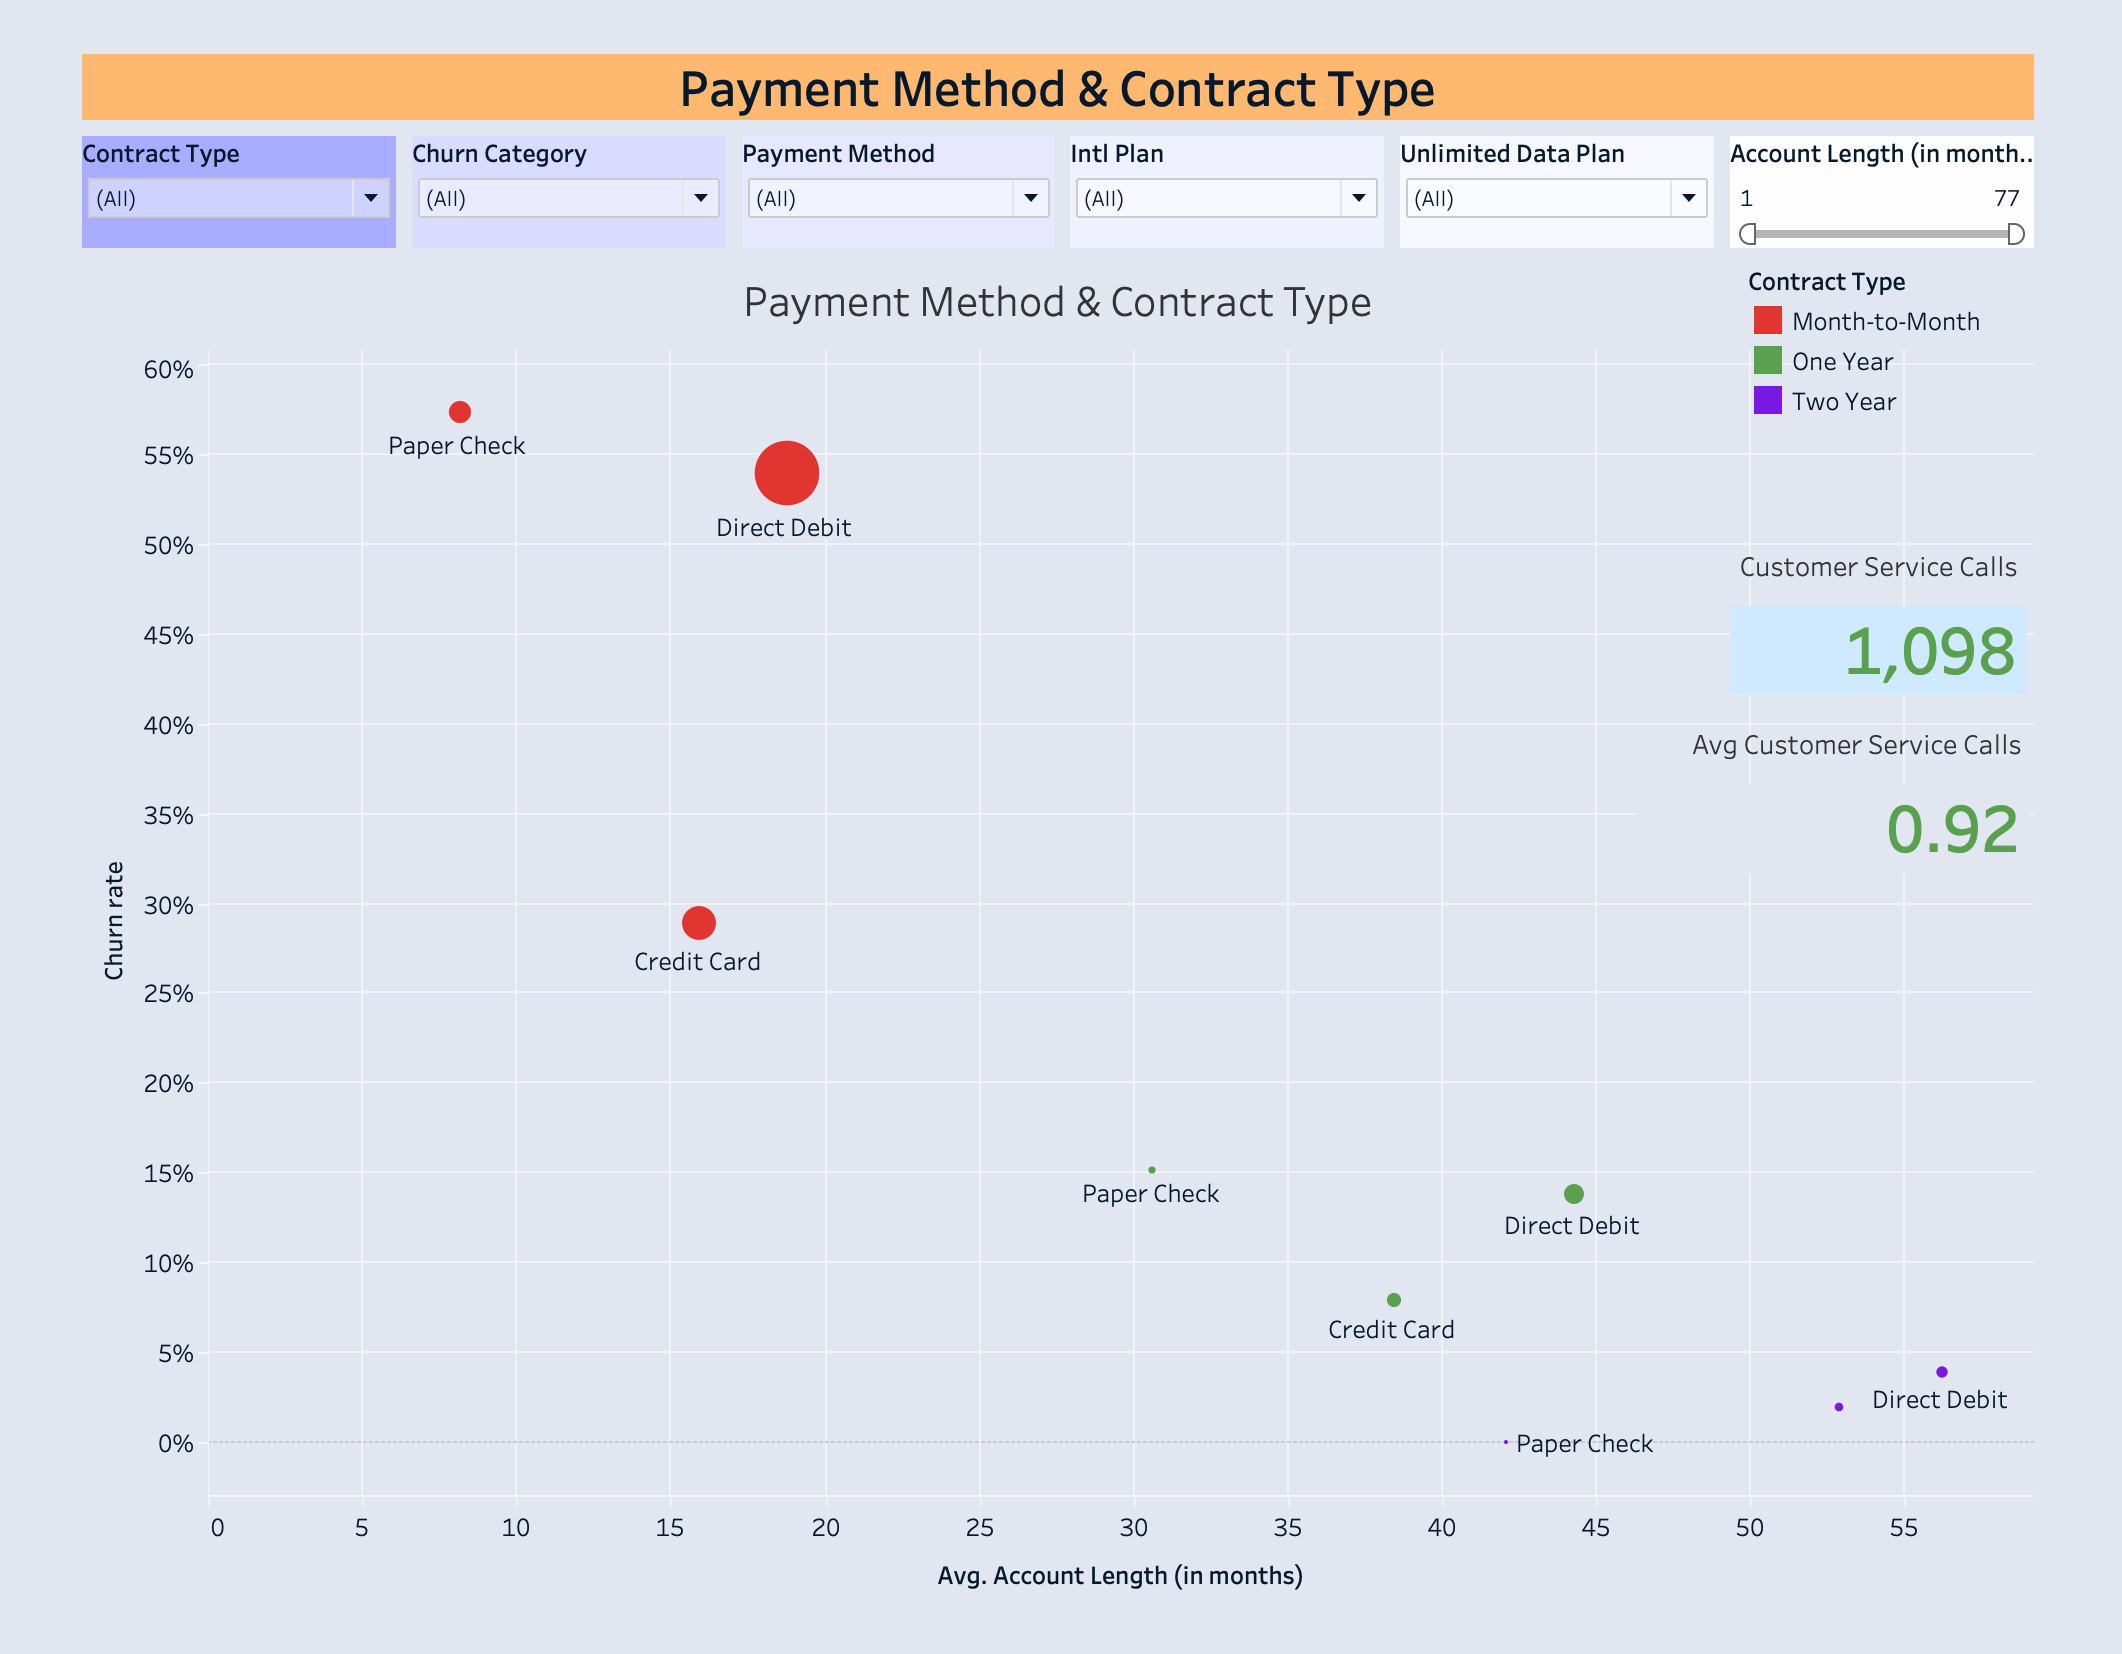 Payment Method & Contract Type
Contract Type
Churn Category
Payment Method
Intl Plan
Unlimited Data Plan
Account Length (in month..
(All)
(All)
(All)
(All)
(All)
1
77
Payment Method & Contract Type
Contract Type
Month-to-Month
One Year
Two Year
60%
55%
50%
45%
40%
35%
30%
25%
20%
15%
10%
5%
0%
Churn rate
Paper Check
Direct Debit
Credit Card
Paper Check
Direct Debit
Credit Card
Direct Debit
Paper Check
Customer Service Calls
1,098
Avg Customer Service Calls
0.92
0
5
10
15
20
25
30
35
40
45
50
55
Avg. Account Length (in months)